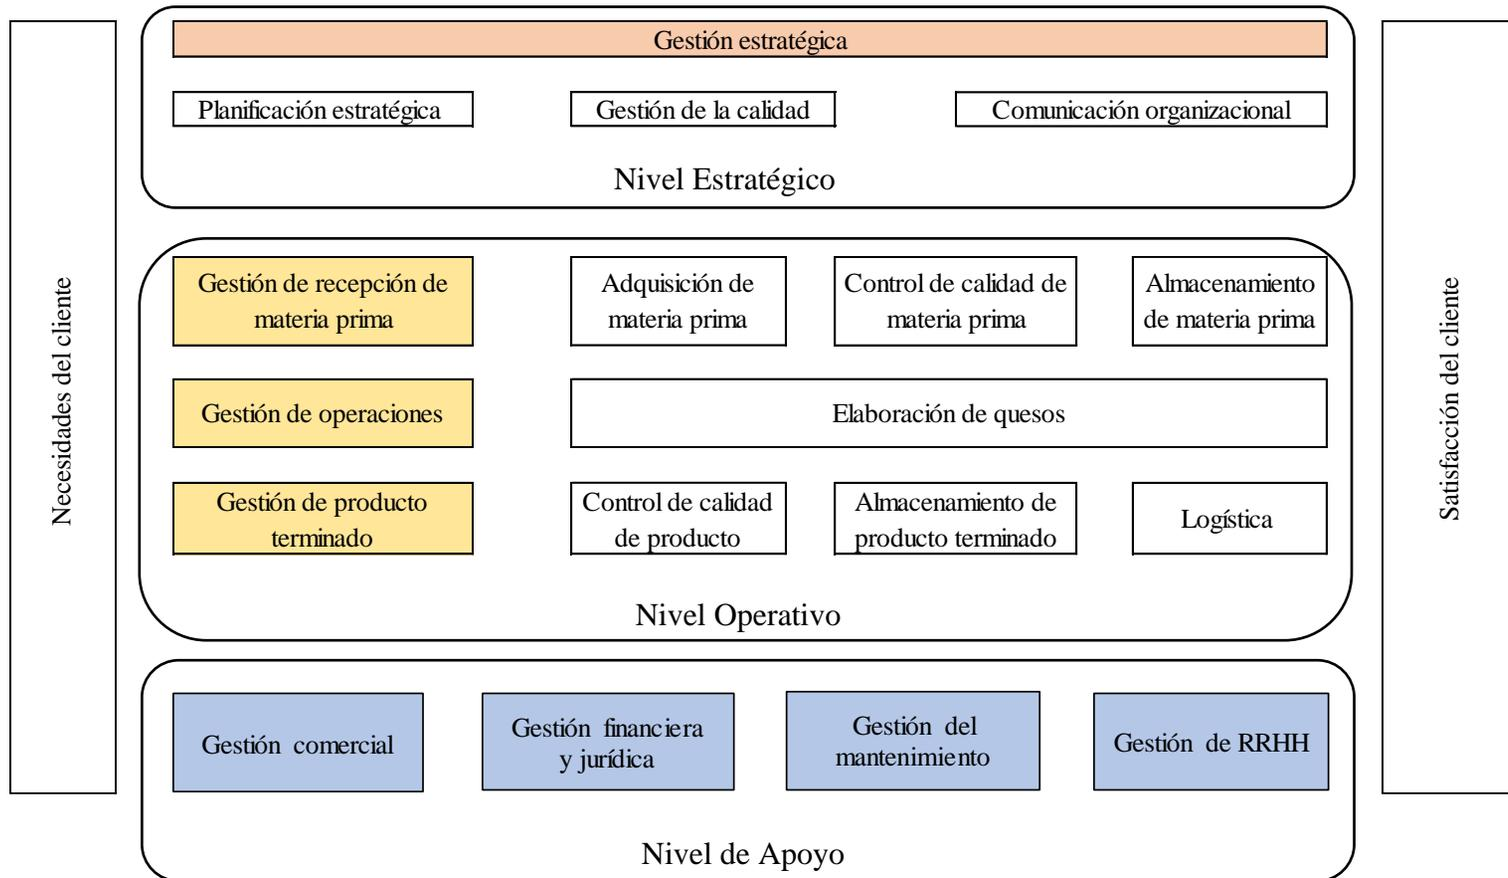 Necesidades del cliente
Gestión estratégica
Planificación estratégica
Gestión de la calidad
Comunicación organizacional
Nivel Estratégico
Gestión de recepción de
materia prima
Adquisición de
materia prima
Control de calidad de
materia prima
Almacenamiento
de materia prima
Gestión de operaciones
Elaboración de quesos
Gestión de producto
terminado
Control de calidad
de producto
Almacenamiento de
producto terminado
Logística
Nivel Operativo
Gestión comercial
Gestión financiera
y jurídica
Gestión del
mantenimiento
Gestión de RRHH
Nivel de Apoyo
Satisfacción del cliente